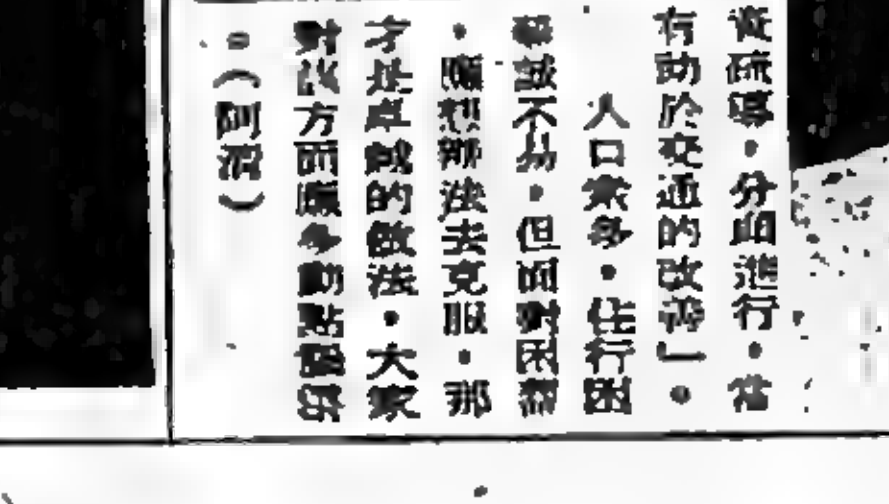 疏導,分進行,當
有助於交通的改善」。
人口眾多,住行困
難誠不易,但面對困難
,應想辦法去克服,那
才是卓越的做法,大家
對方面應多動點腦筋
。(阿)